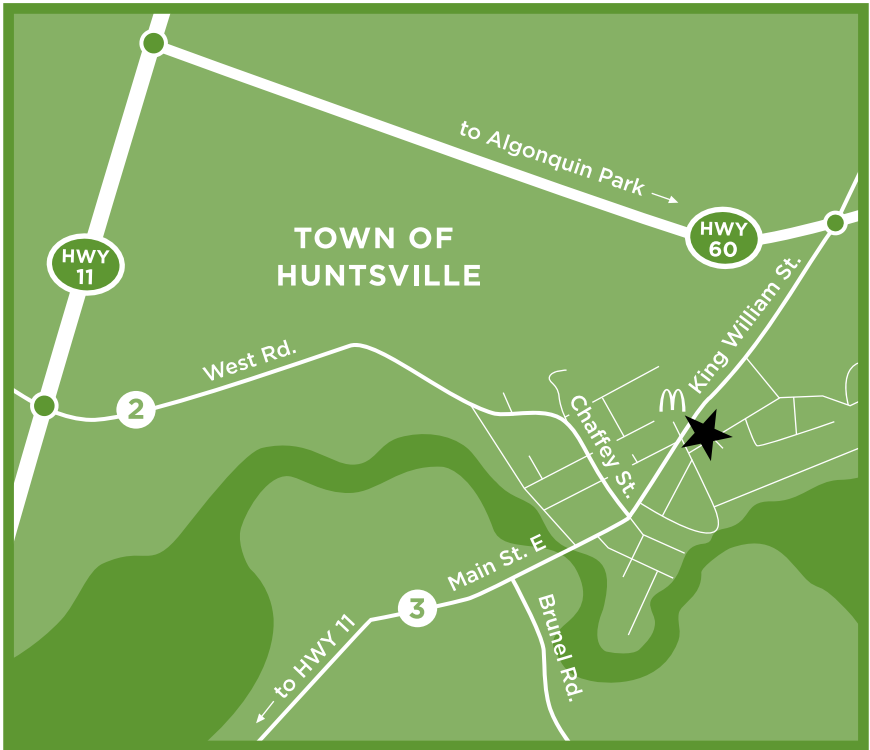 to Algonquin Park
HWY
60
TOWN OF
HUNTSVILLE
HWY
11
King William St.
West Rd.
2
Chaffey St.
Main St. E
3
Brunel Rd.
to HWY 11